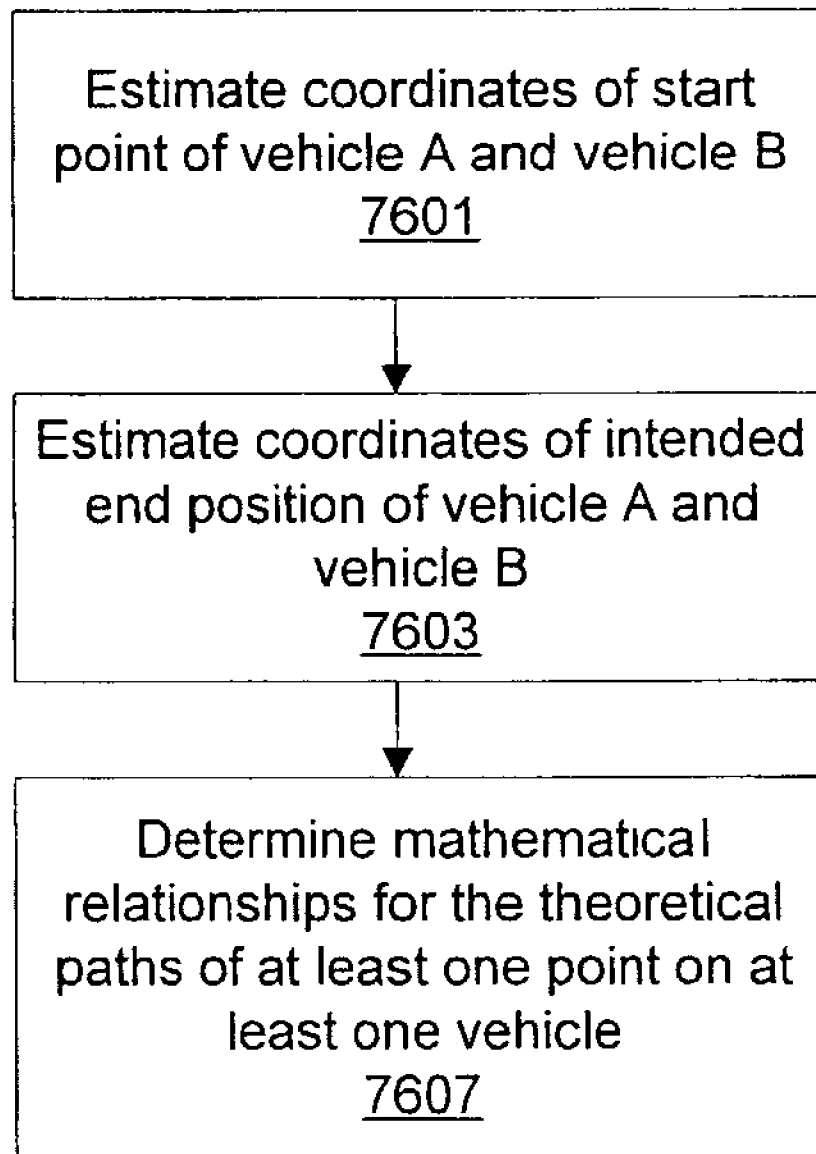 Estimate coordinates of start
point of vehicle A and vehicle B
7601
Estimate coordinates of intended
end position of vehicle A and
vehicle B
7603
Determine mathematical
relationships for the theoretical
paths of at least one point on at
least one vehicle
7607